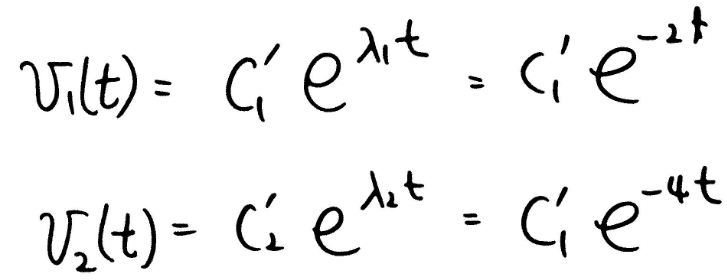 v₁(t) = C₁′ e^{λ₁t} = C₁′ e^{-2t}
v₂(t) = C₂′ e^{λ₂t} = C₁′ e^{-4t}